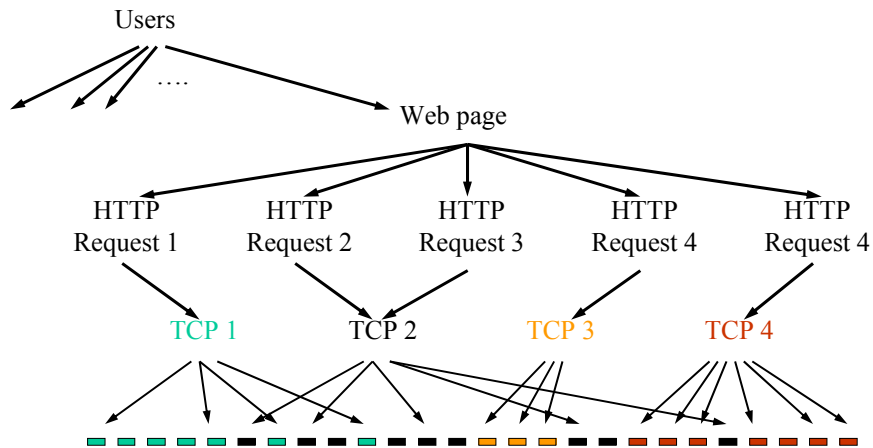 Users
....
Web page
HTTP
Request 1
HTTP
Request 2
HTTP
Request 3
HTTP
Request 4
HTTP
Request 4
TCP 1
TCP 2
TCP 3
TCP 4